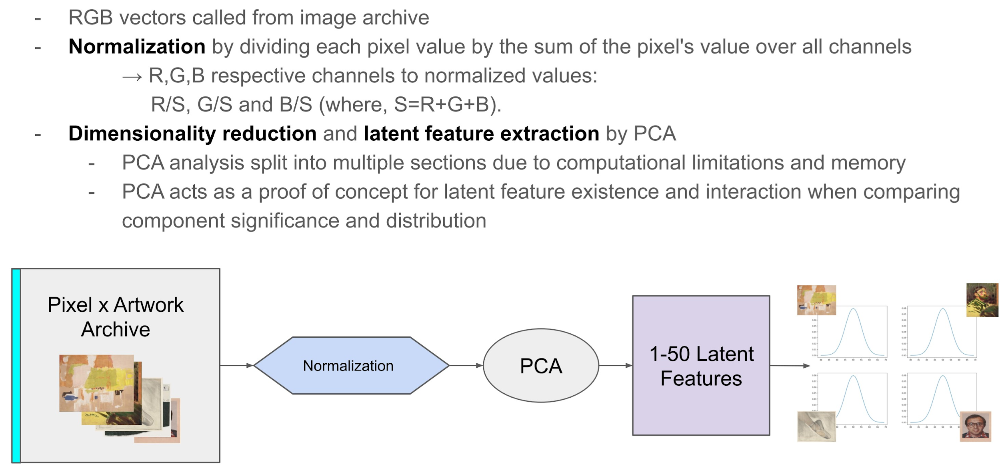 - RGB vectors called from image archive
- Normalization by dividing each pixel value by the sum of the pixel's value over all channels
→ R,G,B respective channels to normalized values:
R/S, G/S and B/S (where, S=R+G+B).
- Dimensionality reduction and latent feature extraction by PCA
- PCA analysis split into multiple sections due to computational limitations and memory
- PCA acts as a proof of concept for latent feature existence and interaction when comparing
component significance and distribution
Pixel x Artwork
Archive
Normalization
PCA
1-50 Latent
Features